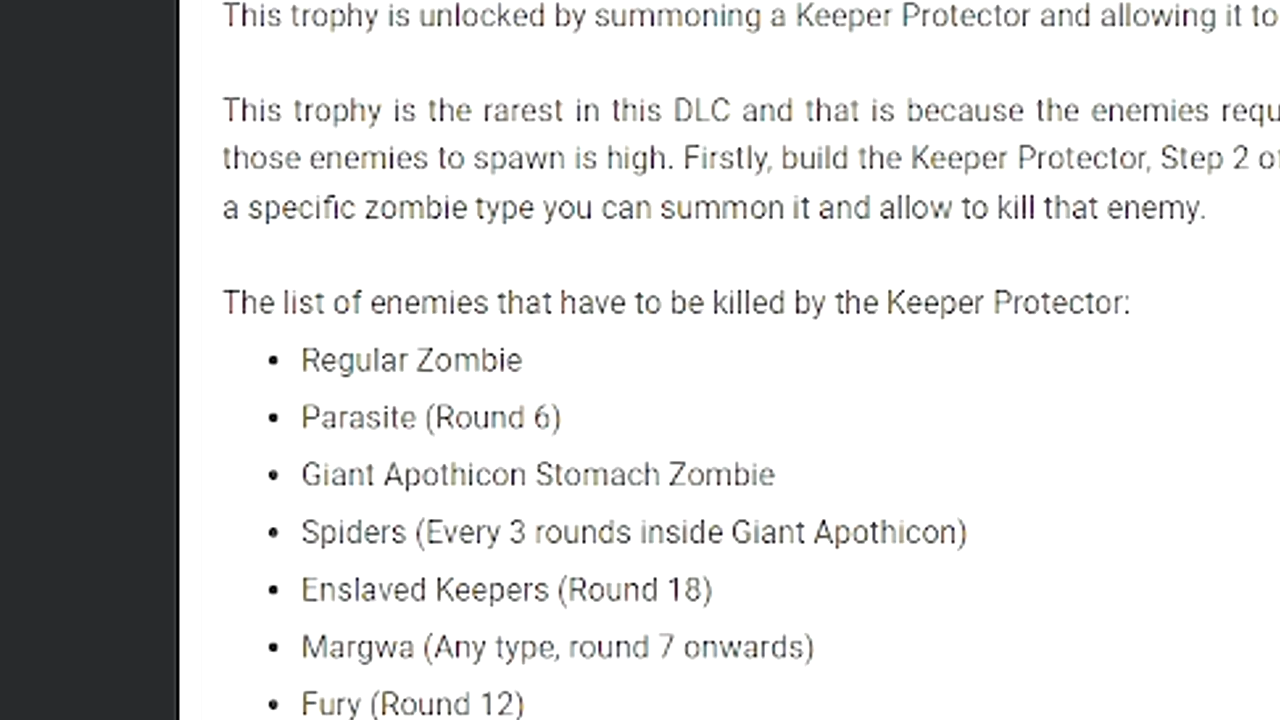 This trophy is unlocked by summoning a Keeper Protector and allowing it to
This trophy is the rarest in this DLC and that is because the enemies
those enemies to spawn is high. Firstly, build the Keeper Protector, Step 2
a specific zombie type you can summon it and allow to kill that enemy.
The list of enemies that have to be killed by the Keeper Protector:
• Regular Zombie
• Parasite (Round 6)
• Giant Apothicon Stomach Zombie
• Spiders (Every 3 rounds inside Giant Apothicon)
• Enslaved Keepers (Round 18)
• Margwa (Any type, round 7 onwards)
• Fury (Round 12)